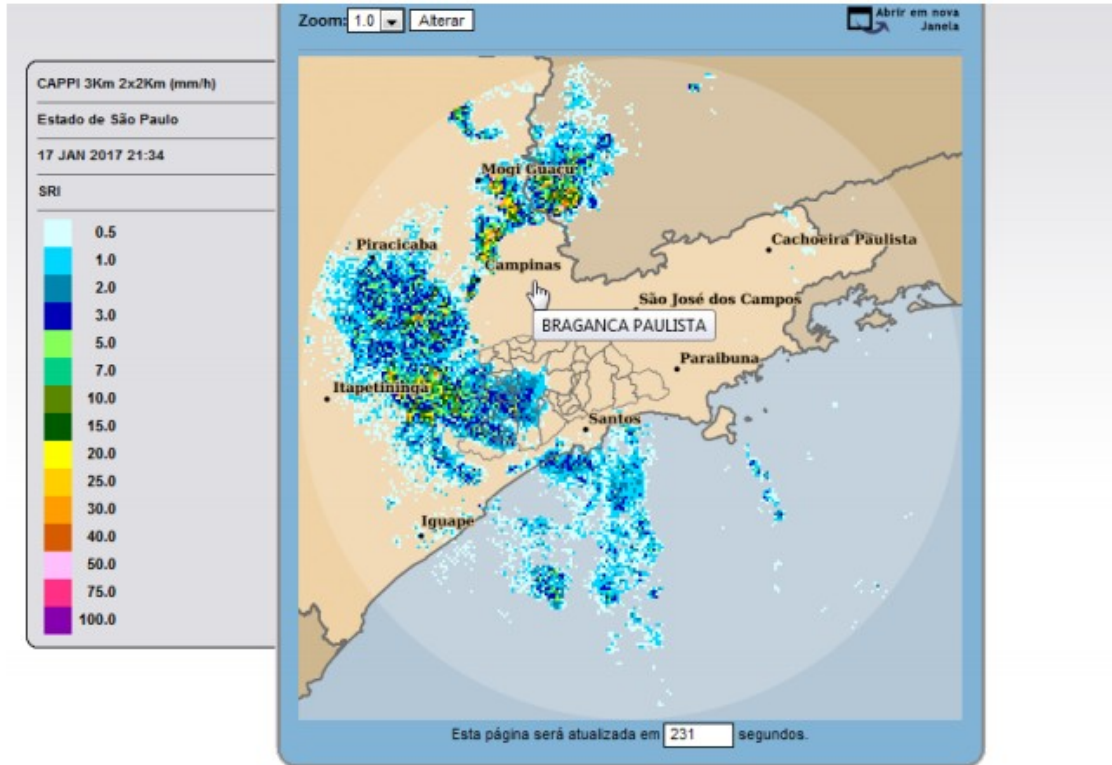 Zoom: 1.0 Alterar
Abrir em nova
Janela
CAPPI 3Km 2x2Km (mm/h)
Estado de São Paulo
17 JAN 2017 21:34
SRI
0.5
1.0
2.0
3.0
5.0
7.0
10.0
15.0
20.0
25.0
30.0
40.0
50.0
75.0
100.0
Mogi Guaçu
Piracicaba
Cachoeira Paulista
Campinas
São José dos Campos
BRAGANCA PAULISTA
Paraibuna
Itapetininga
Santos
Iguape
Esta página será atualizada em 231 segundos.